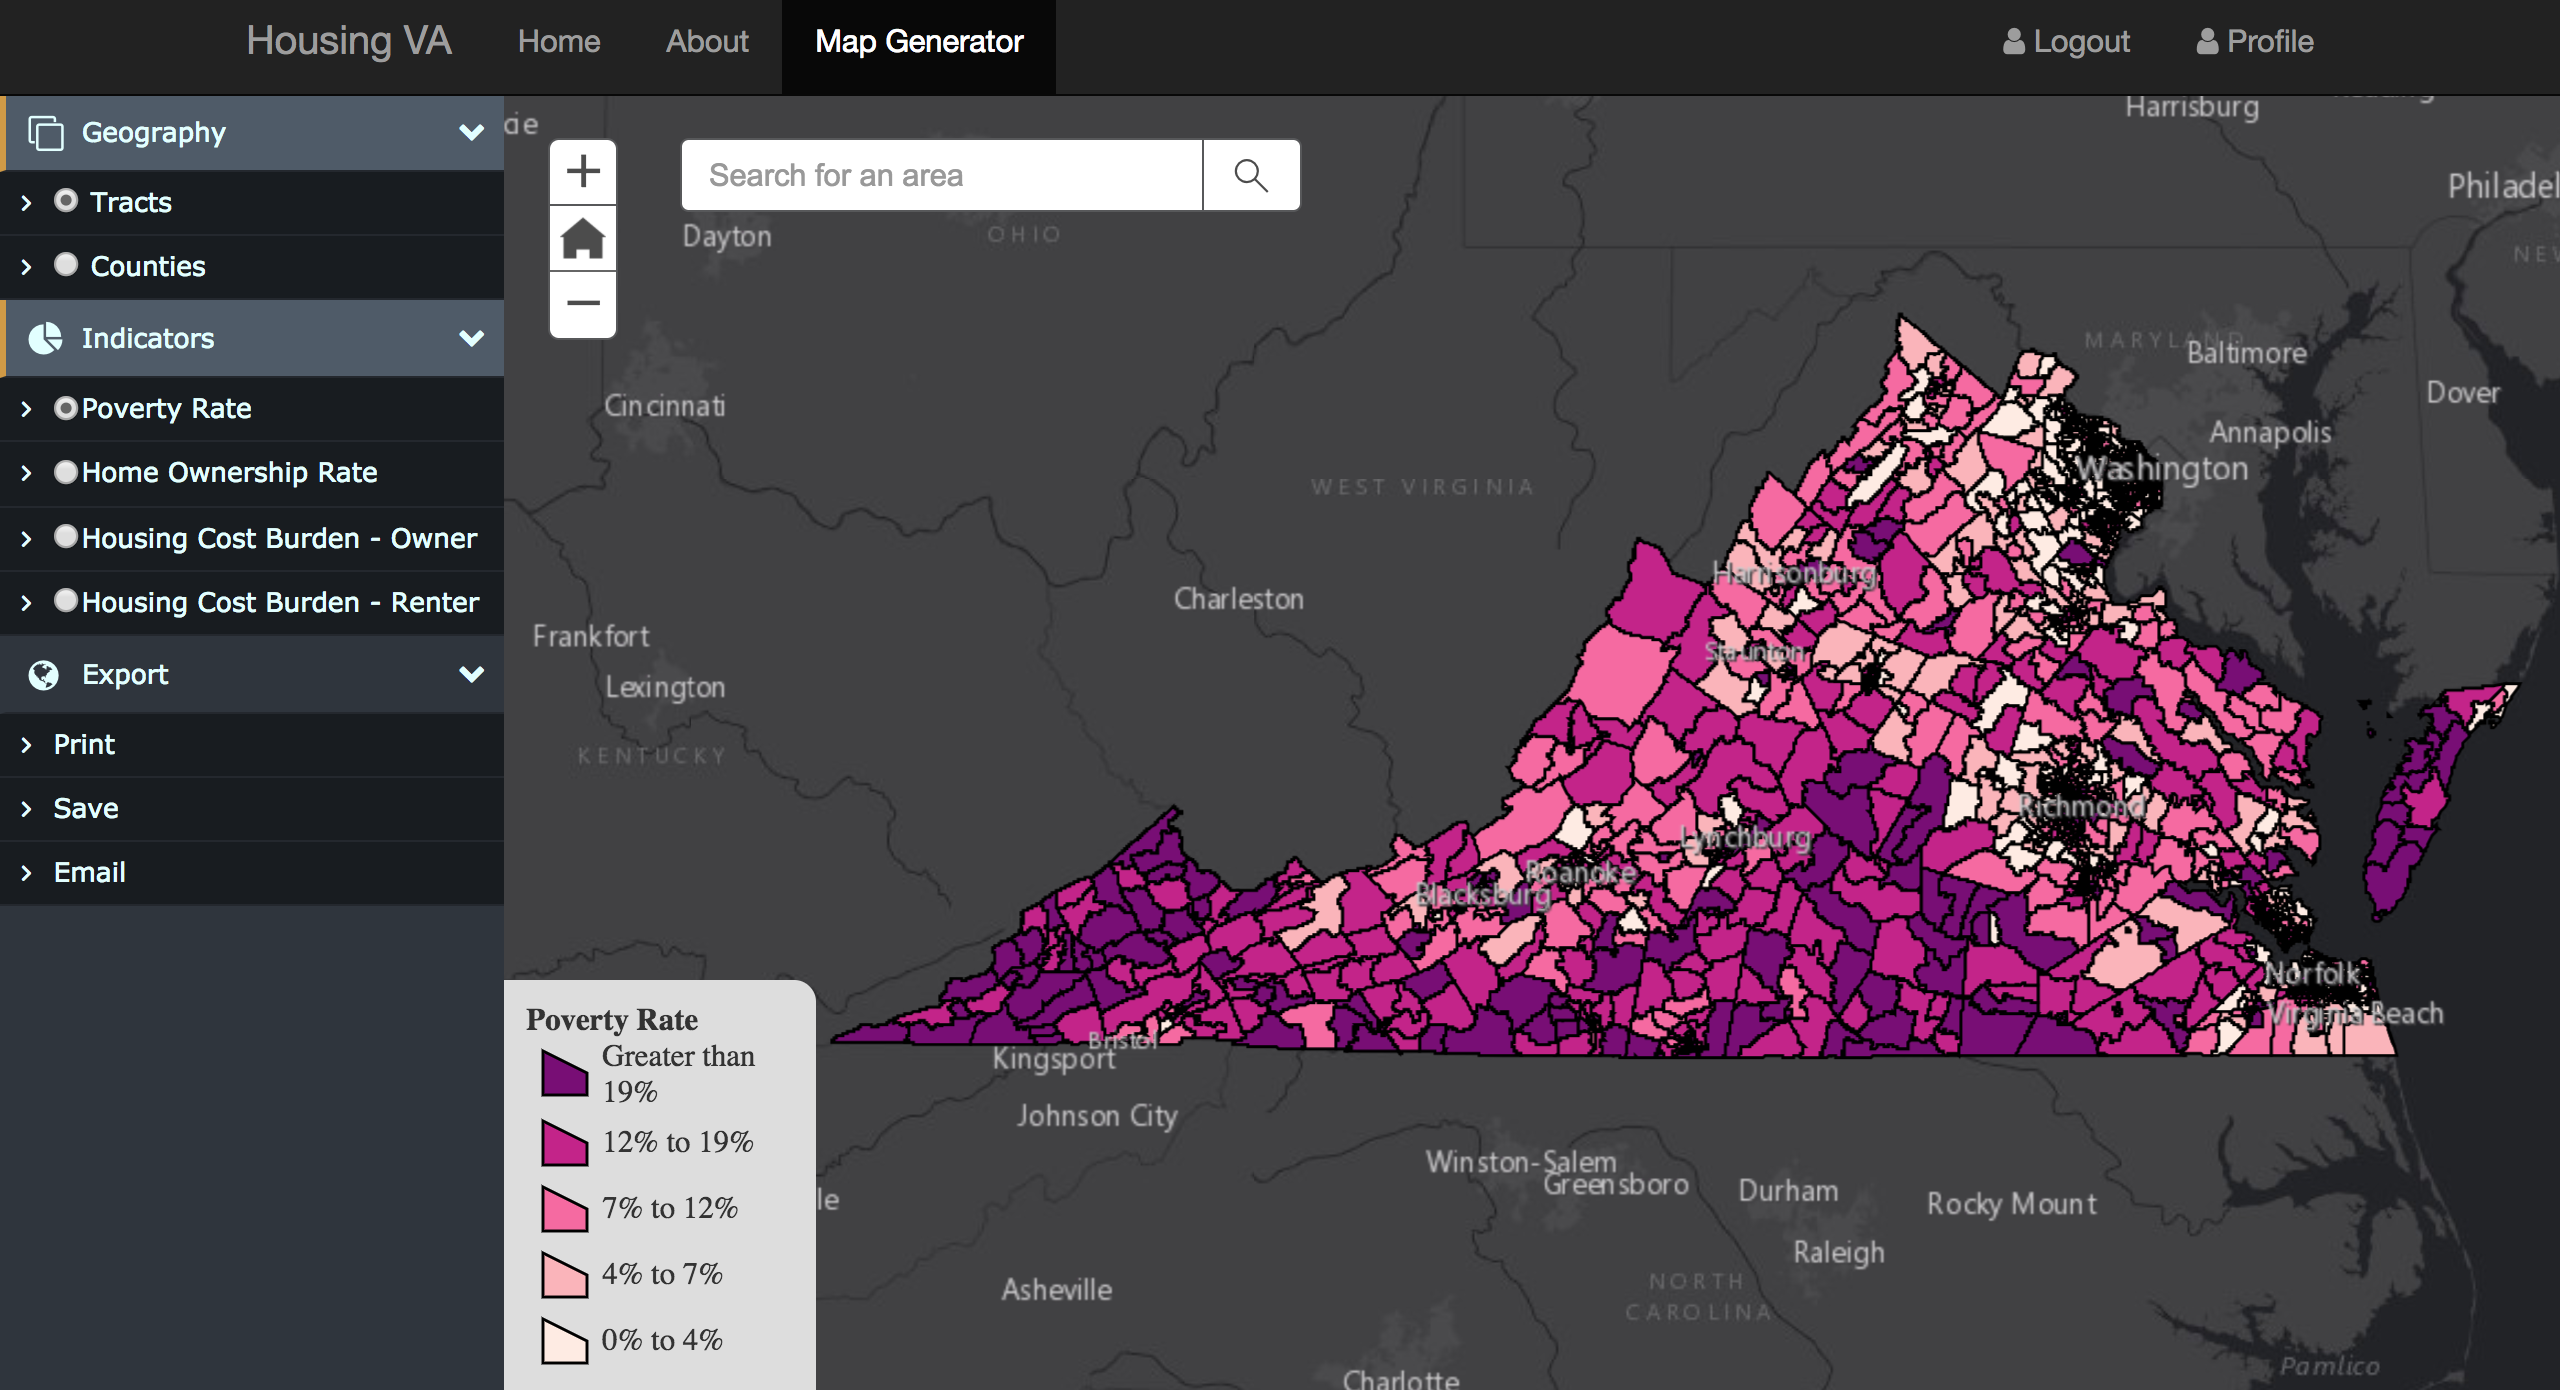 Housing VA
Home
About
Map Generator
Logout
Profile
Geography
Tracts
Counties
Indicators
Poverty Rate
Home Ownership Rate
Housing Cost Burden - Owner
Housing Cost Burden - Renter
Export
Print
Save
Email
+
Search for an area
−
Harrisburg
Philadel
Dayton
OHIO
NEW
MARYLAND
Baltimore
Dover
Cincinnati
Annapolis
Washington
WEST VIRGINIA
Harrisonburg
Charleston
Frankfort
Staunton
Lexington
KENTUCKY
Richmond
Lynchburg
Roanoke
Blacksburg
Norfolk
Virginia Beach
Bristol
Kingsport
Johnson City
Winston-Salem
Greensboro
Durham
Rocky Mount
le
Raleigh
Asheville
NORTH
CAROLINA
Pamlico
Charlotte
Poverty Rate
Greater than
19%
12% to 19%
7% to 12%
4% to 7%
0% to 4%